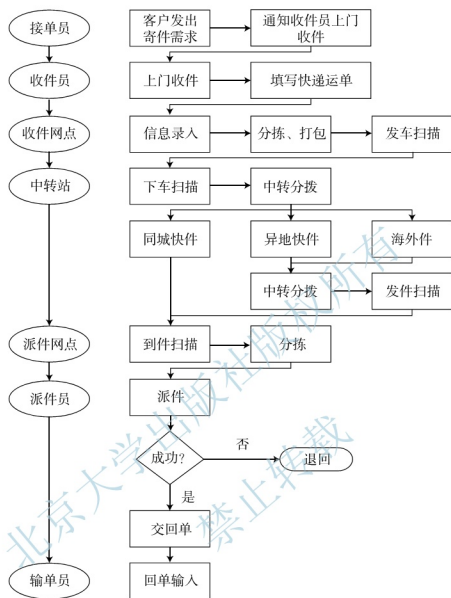 接单员
客户发出
寄件需求
通知收件员上门
收件
收件员
上门收件
填写快递运单
收件网点
信息录入
分拣、打包
发车扫描
中转站
下车扫描
中转分拨
同城快件
异地快件
海外件
中转分拨
发件扫描
派件网点
到件扫描
分拣
派件员
派件
成功?
否
退回
是
交回单
输单员
回单输入
北京大学出版社版权所有
禁止转载